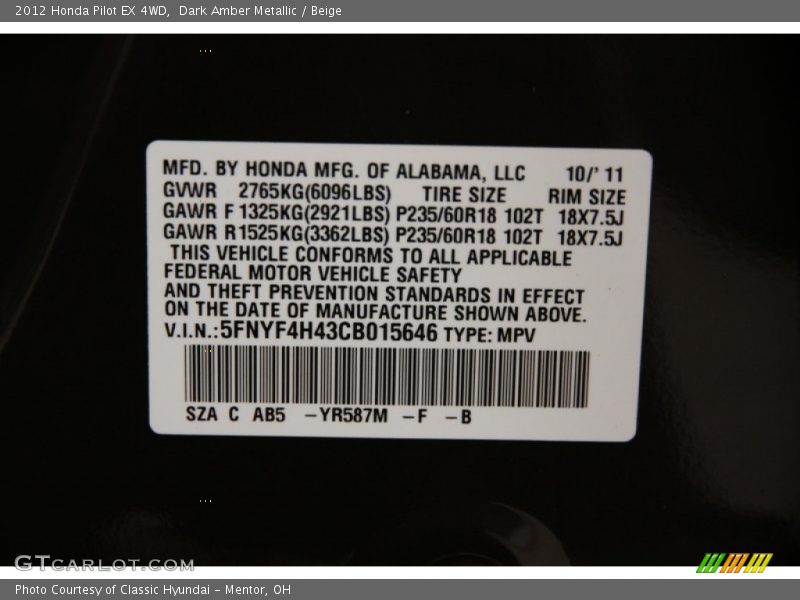 2012 Honda Pilot EX 4WD,  Dark Amber Metallic / Beige
MFD. BY HONDA MFG. OF ALABAMA, LLC 10/' 11
GVWR 2765KG(6096LBS) TIRE SIZE RIM SIZE
GAWR F 1325KG(2921LBS) P235/60R18 102T 18X7.5J
GAWR R1525KG(3362LBS) P235/60R18 102T 18X7.5J
THIS VEHICLE CONFORMS TO ALL APPLICABLE
FEDERAL MOTOR VEHICLE SAFETY
AND THEFT PREVENTION STANDARDS IN EFFECT
ON THE DATE OF MANUFACTURE SHOWN ABOVE.
V.I.N.:5FNYF4H43CB015646 TYPE: MPV
SZA C AB5 –YR587M –F –B
GTCARLOT.COM
Photo Courtesy of Classic Hyundai – Mentor, OH